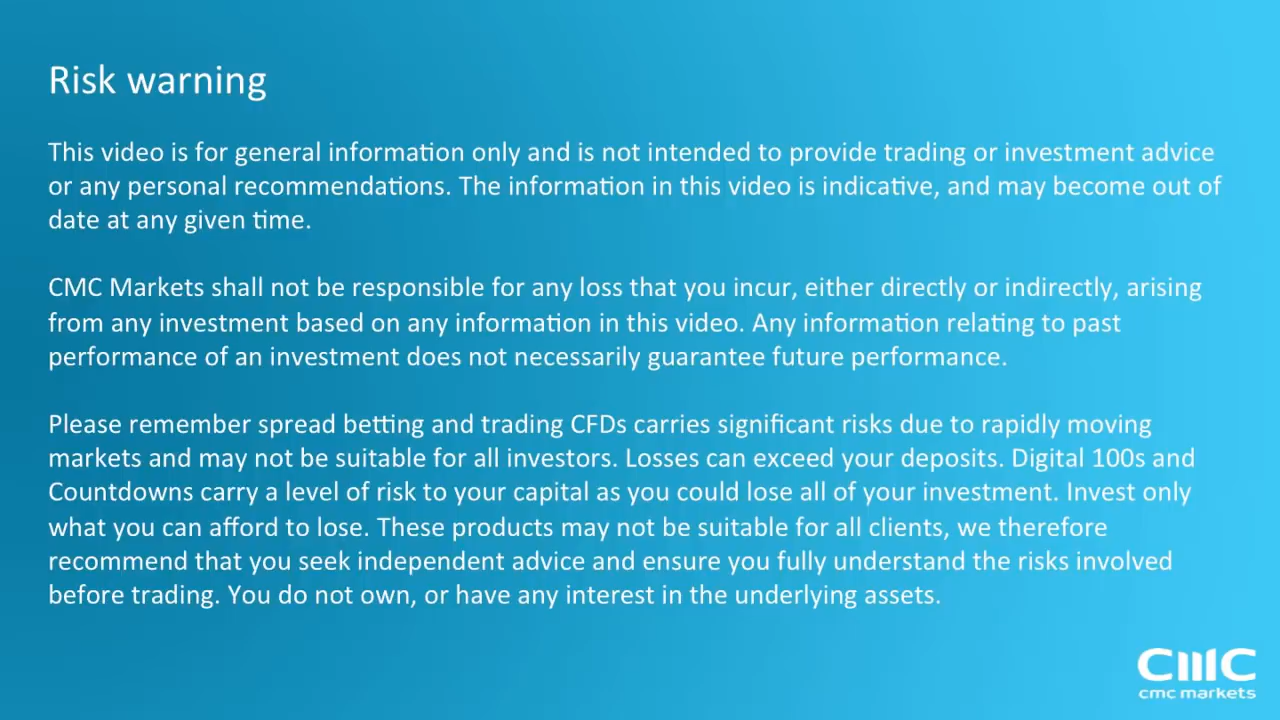 Risk warning
This video is for general information only and is not intended to provide trading or investment advice
or any personal recommendations. The information in this video is indicative, and may become out of
date at any given time.
CMC Markets shall not be responsible for any loss that you incur, either directly or indirectly, arising
from any investment based on any information in this video. Any information relating to past
performance of an investment does not necessarily guarantee future performance.
Please remember spread betting and trading CFDs carries significant risks due to rapidly moving
markets and may not be suitable for all investors. Losses can exceed your deposits. Digital 100s and
Countdowns carry a level of risk to your capital as you could lose all of your investment. Invest only
what you can afford to lose. These products may not be suitable for all clients, we therefore
recommend that you seek independent advice and ensure you fully understand the risks involved
before trading. You do not own, or have any interest in the underlying assets.
CMC
cmc markets